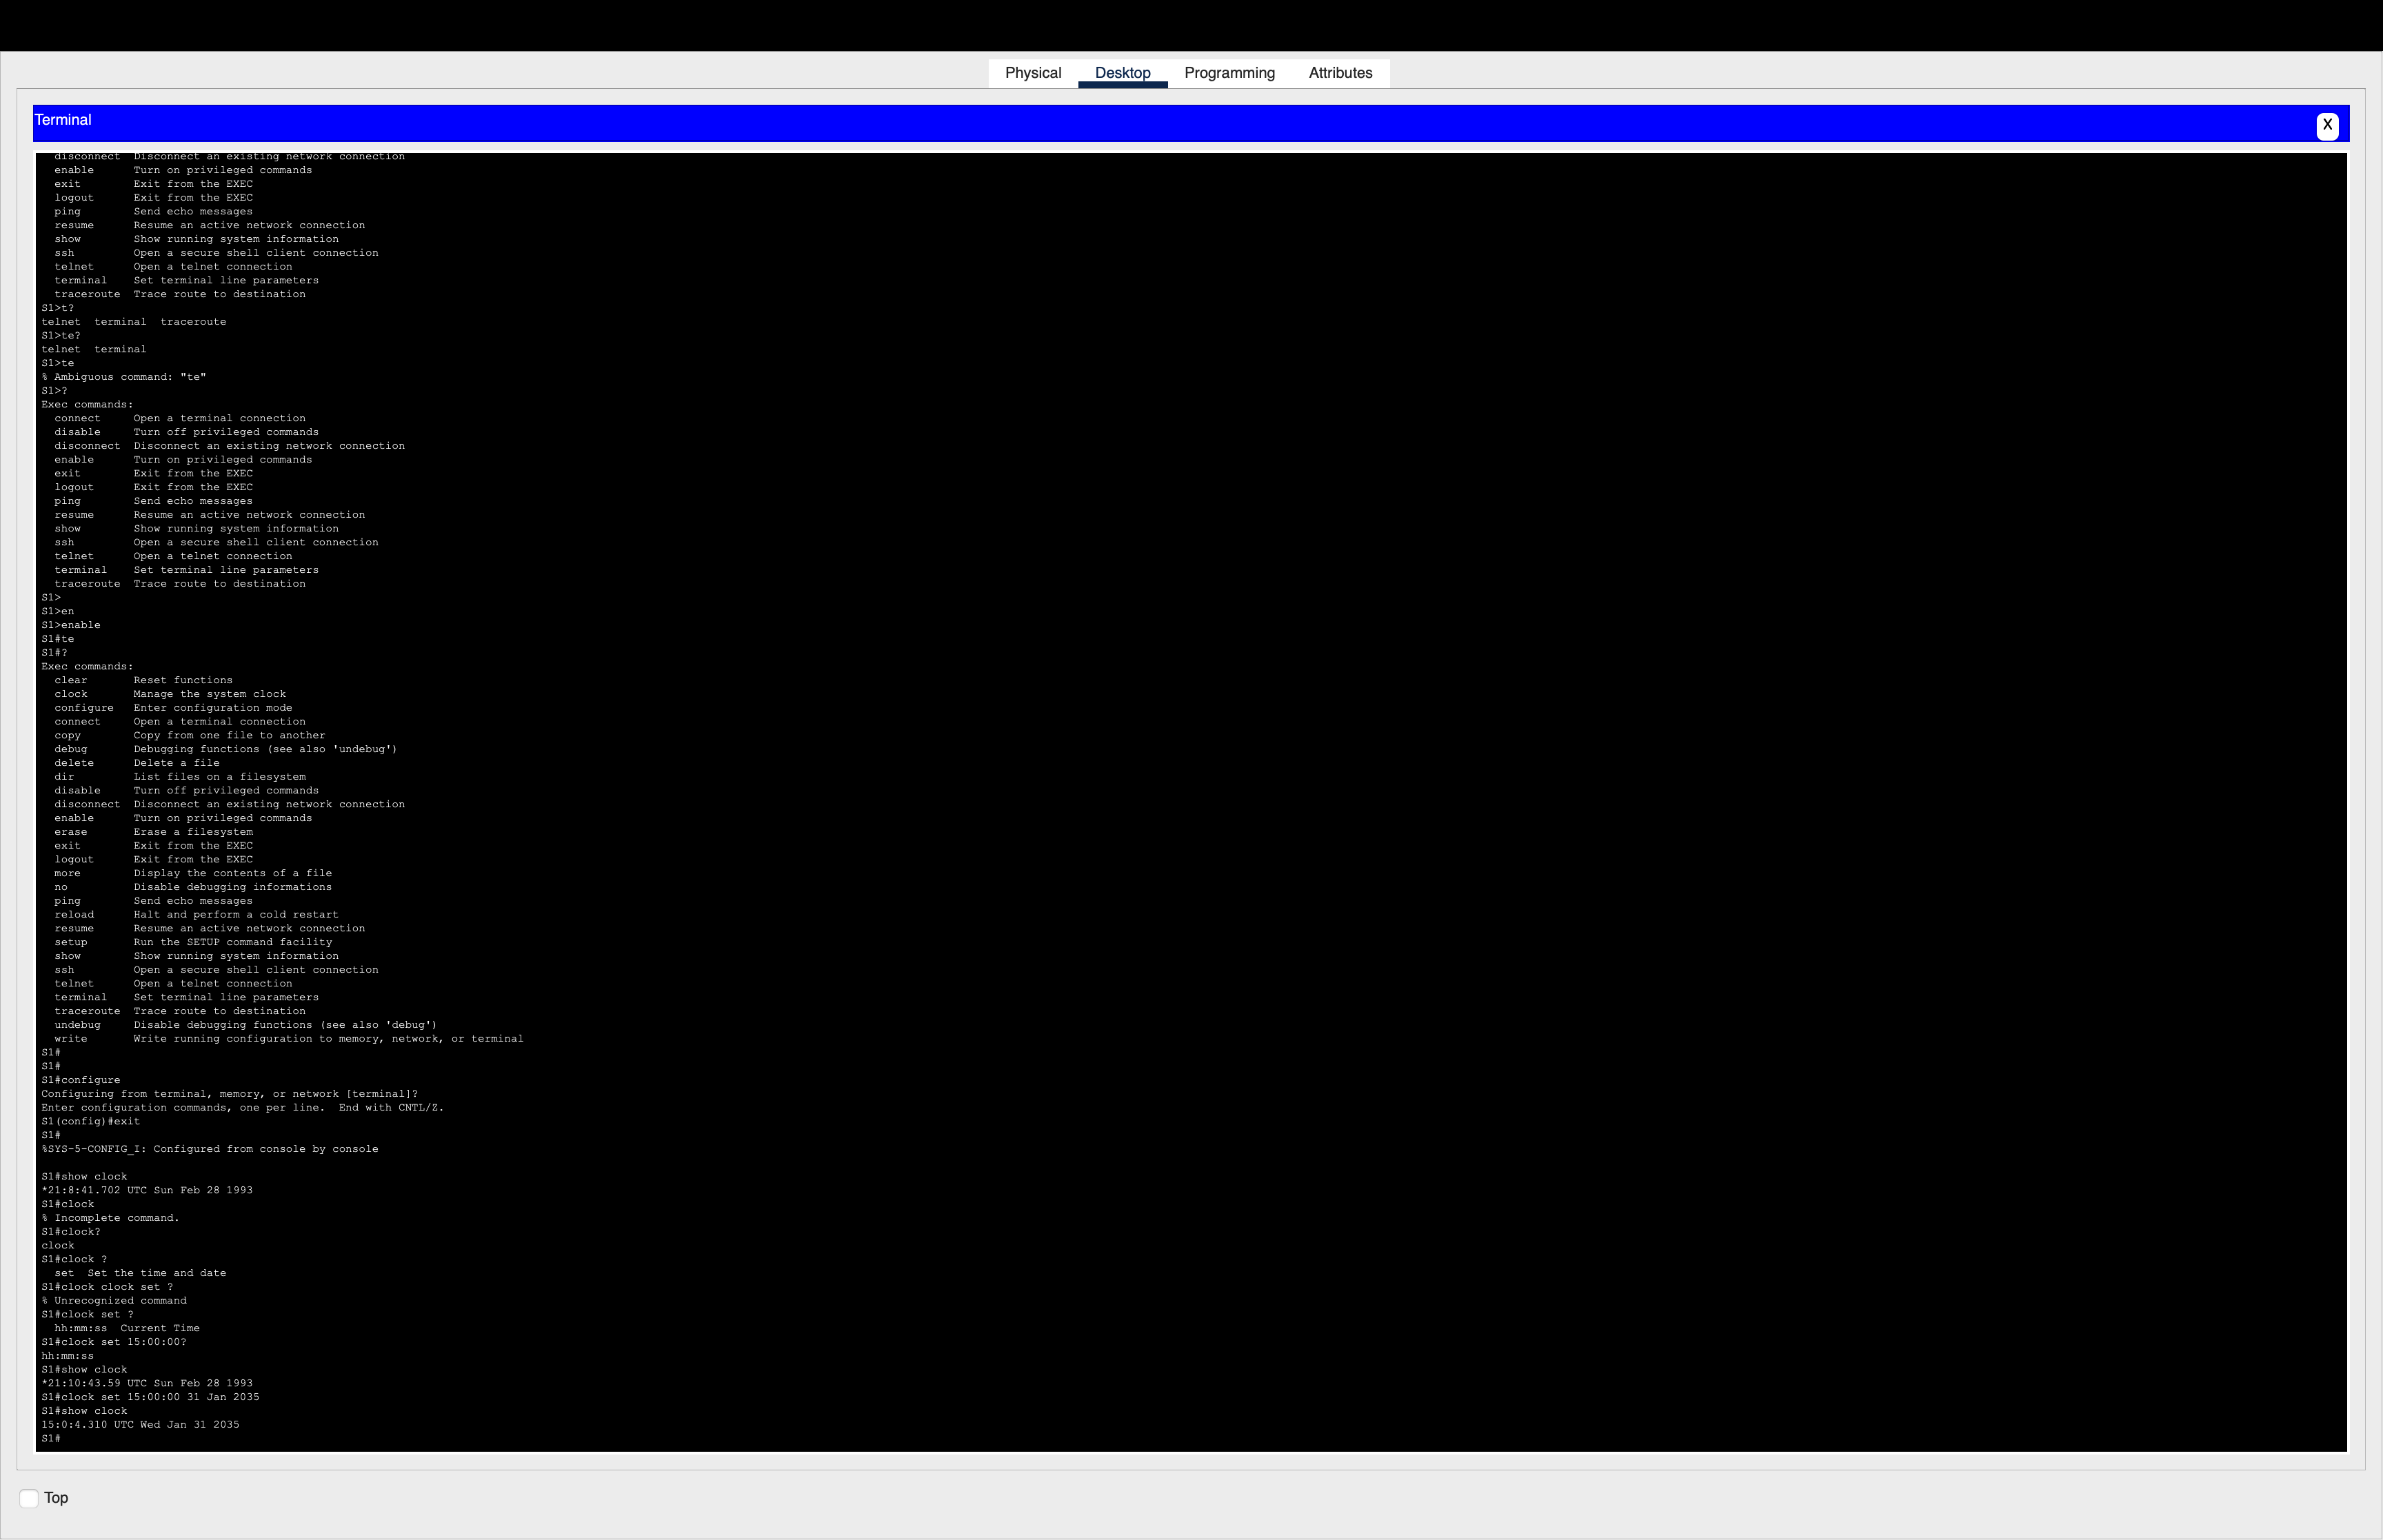 Physical Desktop Programming Attributes
Terminal X
  disconnect  Disconnect an existing network connection
  enable      Turn on privileged commands
  exit        Exit from the EXEC
  logout      Exit from the EXEC
  ping        Send echo messages
  resume      Resume an active network connection
  show        Show running system information
  ssh         Open a secure shell client connection
  telnet      Open a telnet connection
  terminal    Set terminal line parameters
  traceroute  Trace route to destination
S1>t?
telnet  terminal  traceroute
S1>te?
telnet  terminal
S1>te
% Ambiguous command: "te"
S1>?
Exec commands:
  connect     Open a terminal connection
  disable     Turn off privileged commands
  disconnect  Disconnect an existing network connection
  enable      Turn on privileged commands
  exit        Exit from the EXEC
  logout      Exit from the EXEC
  ping        Send echo messages
  resume      Resume an active network connection
  show        Show running system information
  ssh         Open a secure shell client connection
  telnet      Open a telnet connection
  terminal    Set terminal line parameters
  traceroute  Trace route to destination
S1>
S1>en
S1>enable
S1#te
S1#?
Exec commands:
  clear       Reset functions
  clock       Manage the system clock
  configure   Enter configuration mode
  connect     Open a terminal connection
  copy        Copy from one file to another
  debug       Debugging functions (see also 'undebug')
  delete      Delete a file
  dir         List files on a filesystem
  disable     Turn off privileged commands
  disconnect  Disconnect an existing network connection
  enable      Turn on privileged commands
  erase       Erase a filesystem
  exit        Exit from the EXEC
  logout      Exit from the EXEC
  more        Display the contents of a file
  no          Disable debugging informations
  ping        Send echo messages
  reload      Halt and perform a cold restart
  resume      Resume an active network connection
  setup       Run the SETUP command facility
  show        Show running system information
  ssh         Open a secure shell client connection
  telnet      Open a telnet connection
  terminal    Set terminal line parameters
  traceroute  Trace route to destination
  undebug     Disable debugging functions (see also 'debug')
  write       Write running configuration to memory, network, or terminal
S1#
S1#
S1#configure
Configuring from terminal, memory, or network [terminal]?
Enter configuration commands, one per line.  End with CNTL/Z.
S1(config)#exit
S1#
%SYS-5-CONFIG_I: Configured from console by console
S1#show clock
*21:8:41.702 UTC Sun Feb 28 1993
S1#clock
% Incomplete command.
S1#clock?
clock
S1#clock ?
  set  Set the time and date
S1#clock clock set ?
% Unrecognized command
S1#clock set ?
  hh:mm:ss  Current Time
S1#clock set 15:00:00?
hh:mm:ss
S1#show clock
*21:10:43.59 UTC Sun Feb 28 1993
S1#clock set 15:00:00 31 Jan 2035
S1#show clock
15:0:4.310 UTC Wed Jan 31 2035
S1#
Top